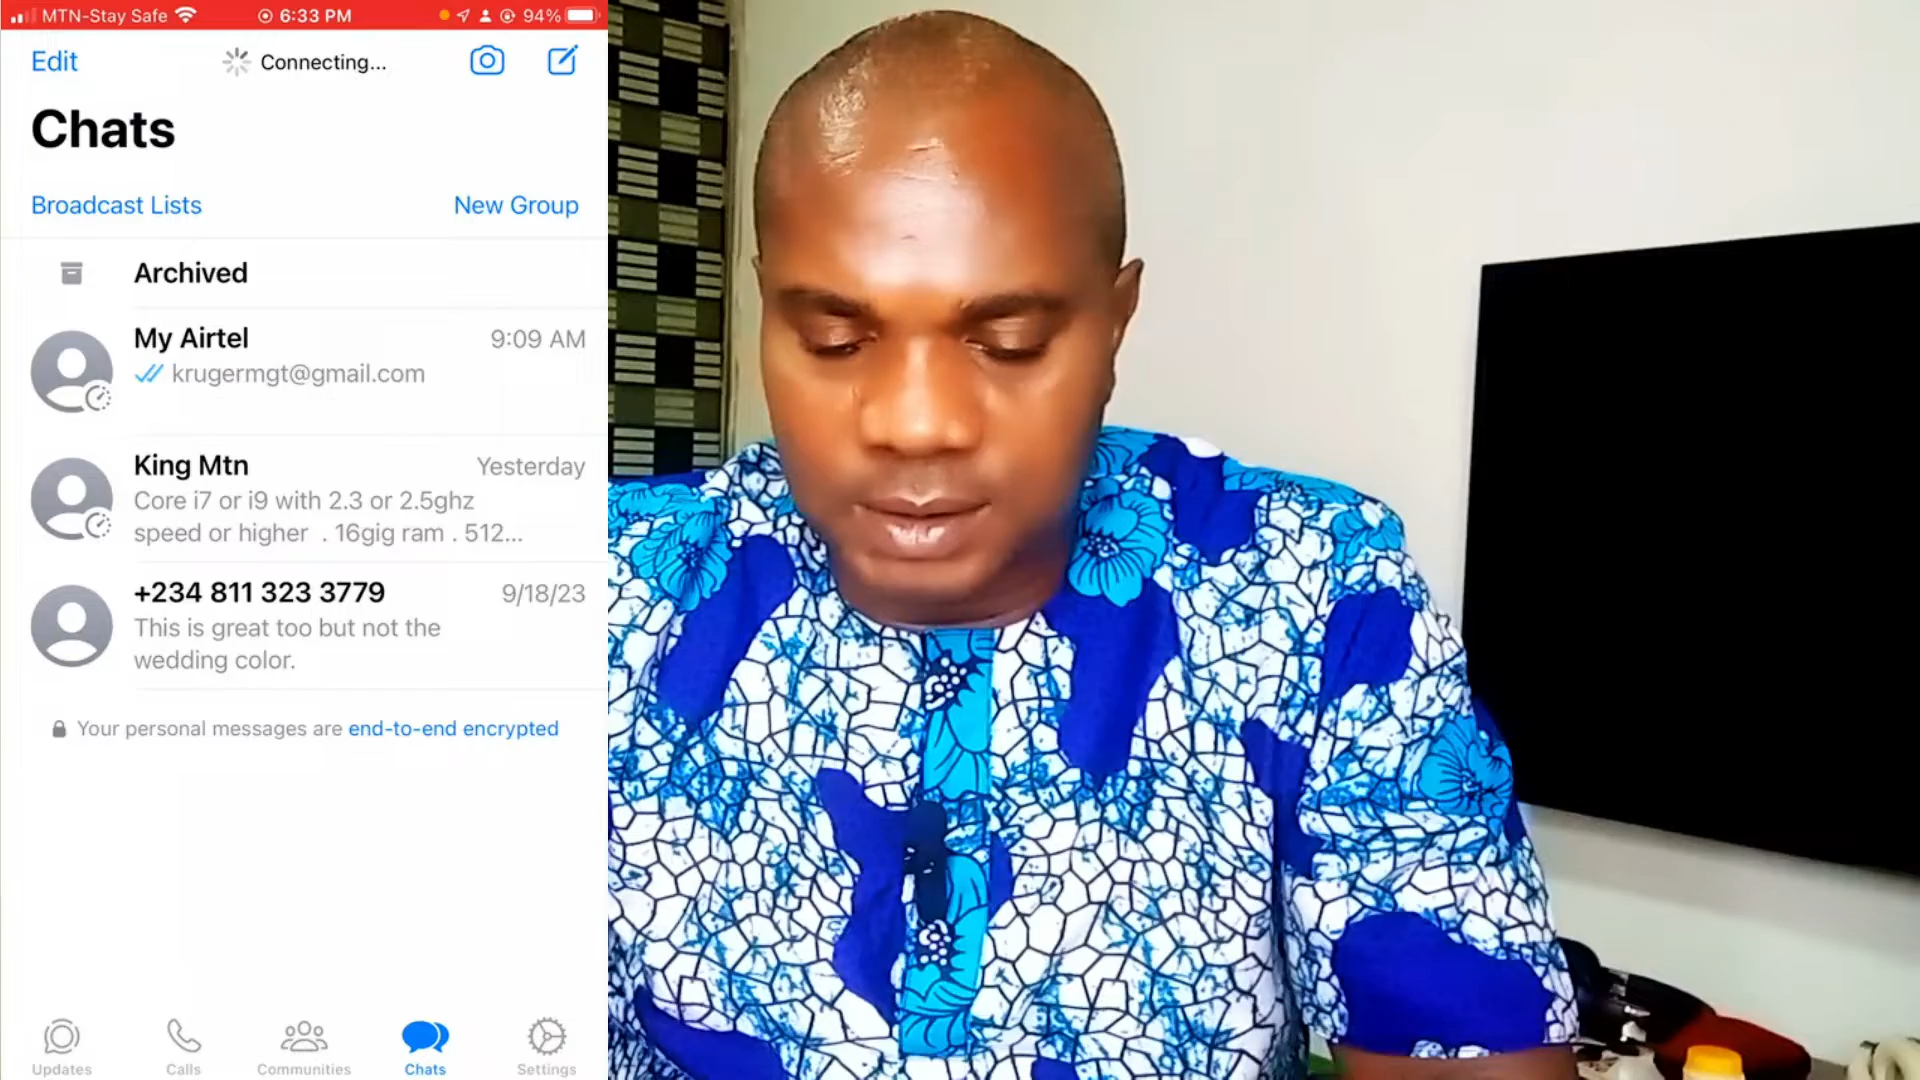 MTN-Stay Safe 6:33 PM 94%
Edit Connecting...
Chats
Broadcast Lists New Group
Archived
My Airtel 9:09 AM
krugermgt@gmail.com
King Mtn Yesterday
Core i7 or i9 with 2.3 or 2.5ghz
speed or higher . 16gig ram . 512...
+234 811 323 3779 9/18/23
This is great too but not the
wedding color.
Your personal messages are end-to-end encrypted
Updates Calls Communities Chats Settings